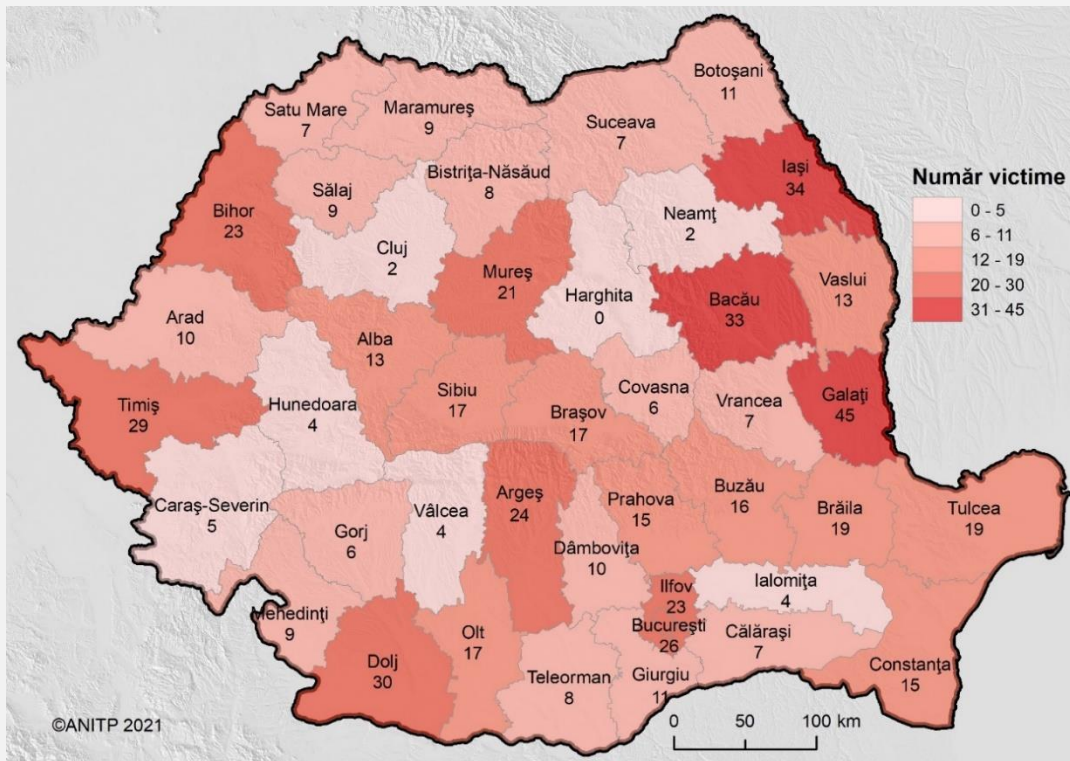 Botoşani
11
Satu Mare
7
Maramureş
9
Suceava
7
Iaşi
34
Bistriţa-Năsăud
8
Sălaj
9
Bihor
23
Neamţ
2
Cluj
2
Mureş
21
Harghita
0
Bacău
33
Vaslui
13
Număr victime
0 - 5
6 - 11
12 - 19
20 - 30
31 - 45
Arad
10
Alba
13
Sibiu
17
Braşov
17
Covasna
6
Vrancea
7
Galaţi
45
Timiş
29
Hunedoara
4
Caraş-Severin
5
Gorj
6
Vâlcea
4
Argeş
24
Dâmboviţa
10
Prahova
15
Buzău
16
Brăila
19
Tulcea
19
Mehedinţi
9
Dolj
30
Olt
17
Teleorman
8
Ilfov
23
Bucureşti
26
Giurgiu
11
Ialomiţa
4
Călăraşi
7
Constanţa
15
©ANITP 2021
0 50 100 km